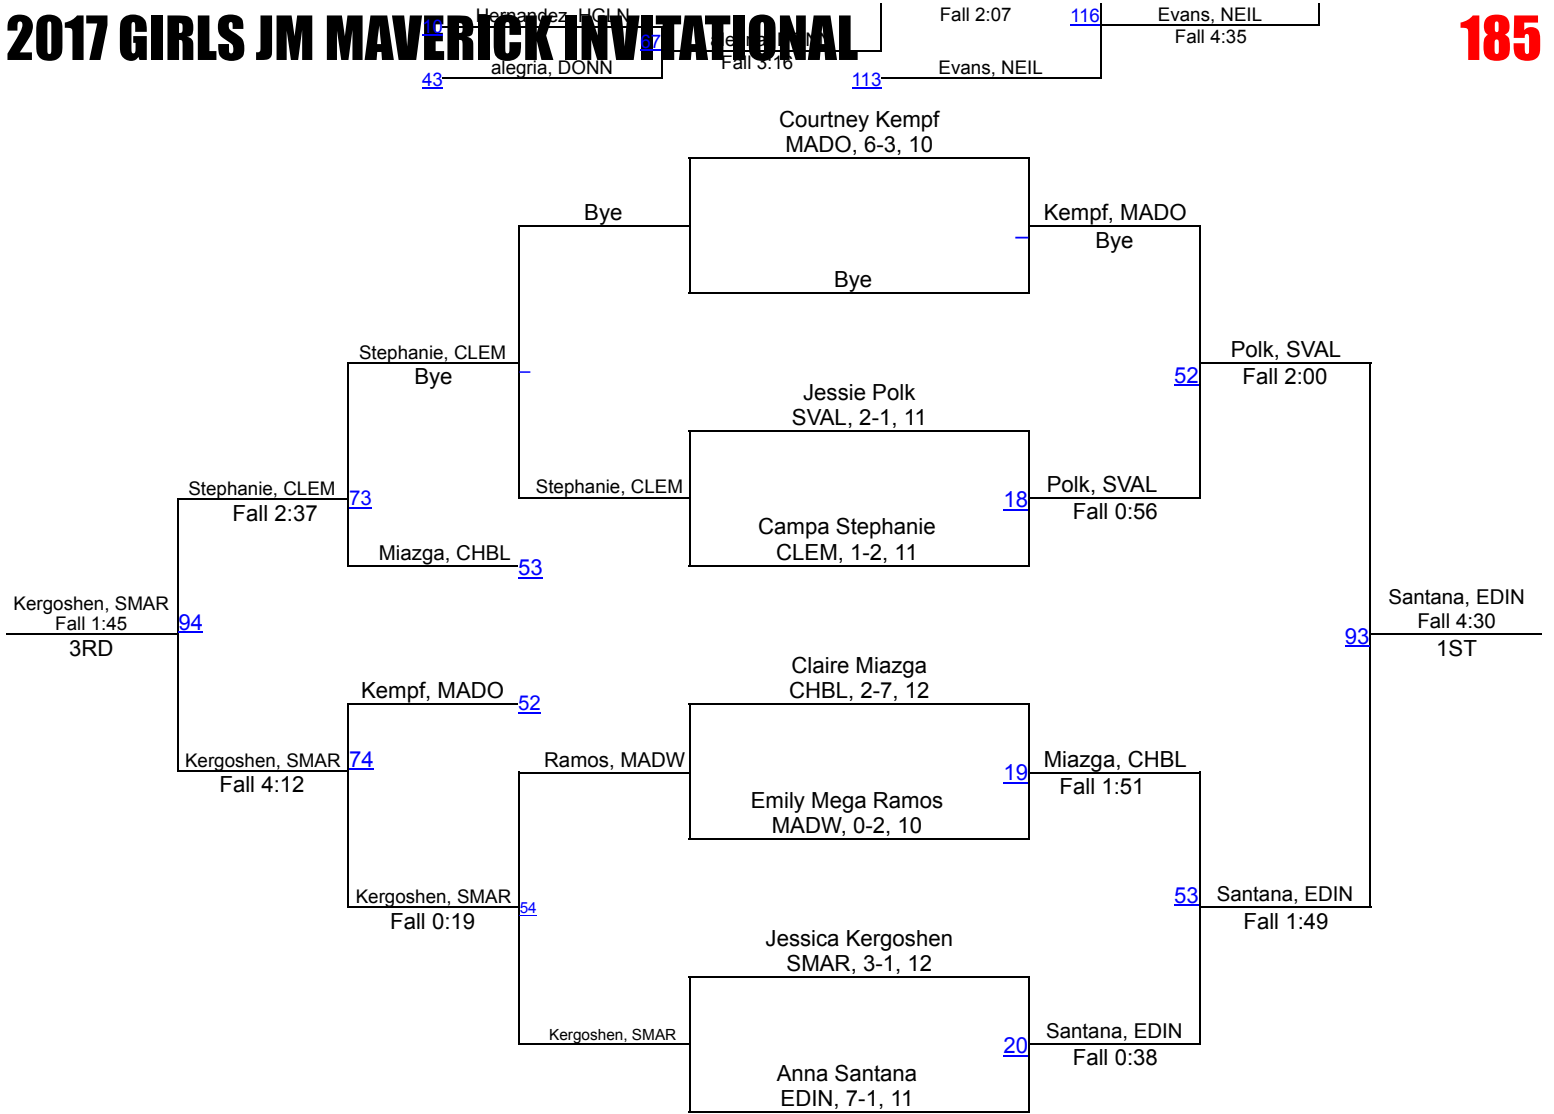 Hernandez, HGLN
10
2017 GIRLS JM MAVERICK INVITATIONAL
67
Fall 3:16
alegria, DONN
43
Fall 2:07
116
Evans, NEIL
Fall 4:35
Evans, NEIL
113
185
Courtney Kempf
MADO, 6-3, 10
Bye
Kempf, MADO
Bye
Bye
Stephanie, CLEM
Bye
Polk, SVAL
52
Fall 2:00
Jessie Polk
SVAL, 2-1, 11
Stephanie, CLEM
Fall 2:37
73
Stephanie, CLEM
18
Polk, SVAL
Fall 0:56
Campa Stephanie
CLEM, 1-2, 11
Miazga, CHBL
53
Kergoshen, SMAR
Fall 1:45
94
3RD
Santana, EDIN
Fall 4:30
93
1ST
Claire Miazga
CHBL, 2-7, 12
Kempf, MADO
52
Kergoshen, SMAR
74
Fall 4:12
Ramos, MADW
19
Miazga, CHBL
Fall 1:51
Emily Mega Ramos
MADW, 0-2, 10
Kergoshen, SMAR
54
Fall 0:19
53
Santana, EDIN
Fall 1:49
Jessica Kergoshen
SMAR, 3-1, 12
Kergoshen, SMAR
20
Santana, EDIN
Fall 0:38
Anna Santana
EDIN, 7-1, 11